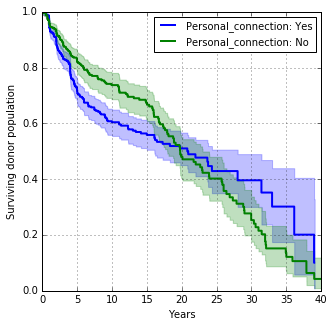 1.0
Personal_connection: Yes
Personal_connection: No
0.8
0.6
0.4
0.2
0.0
Surviving donor population
0 5 10 15 20 25 30 35 40
Years